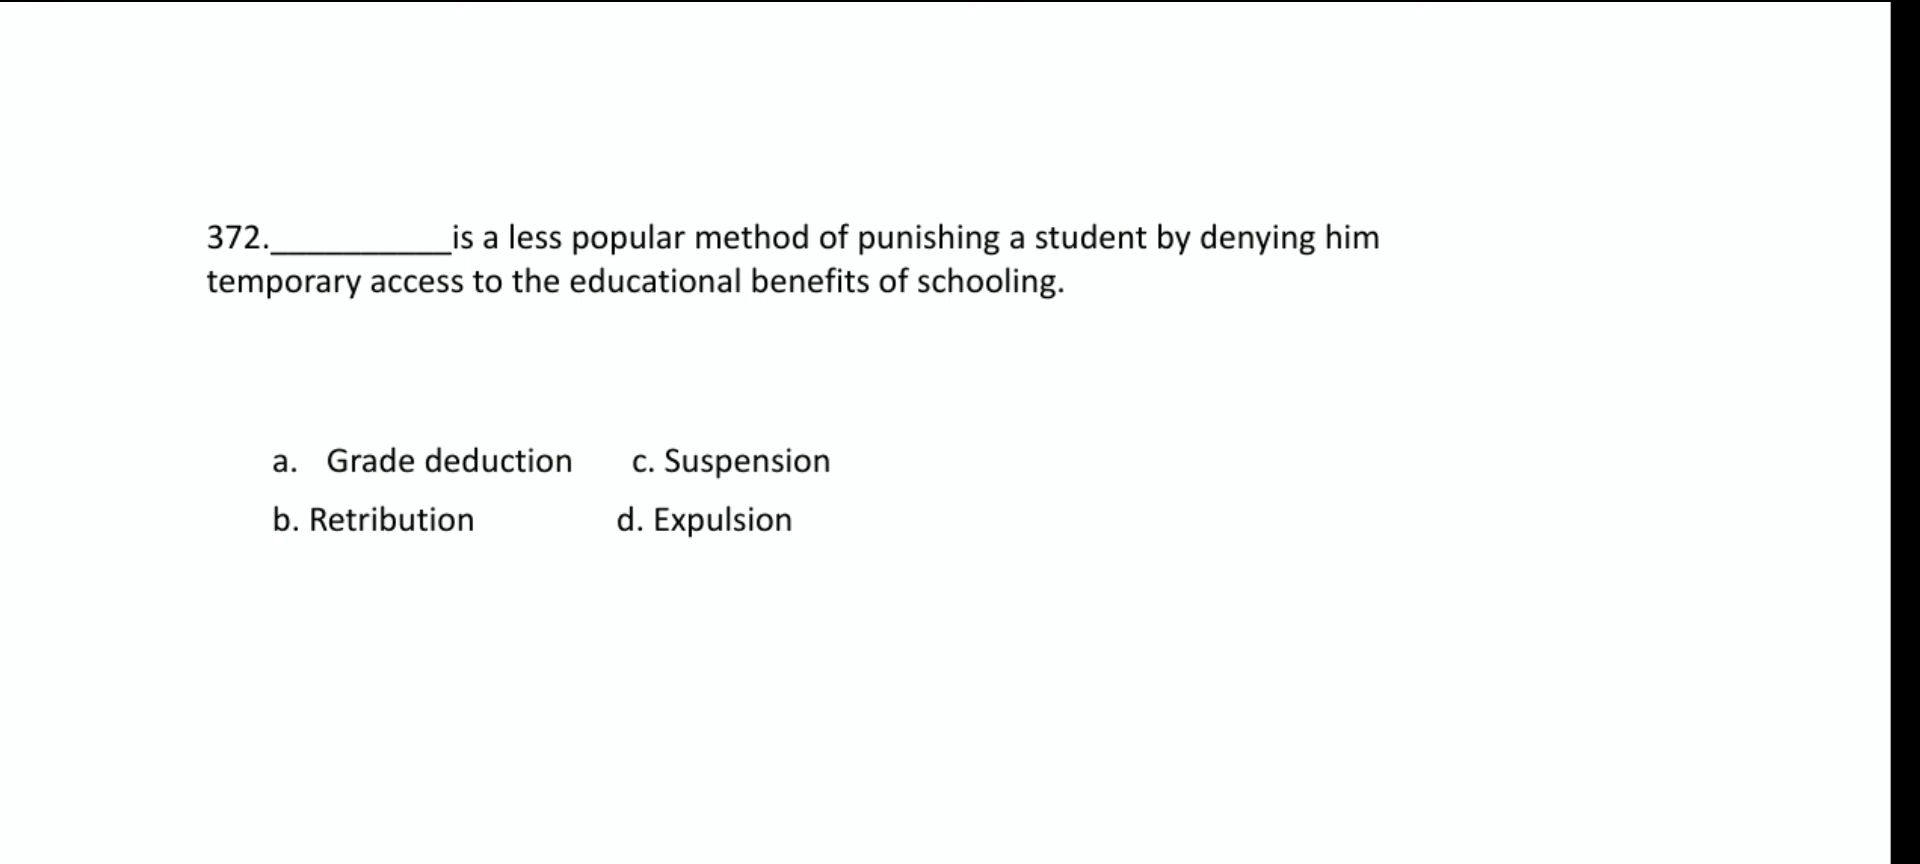 372.__________is a less popular method of punishing a student by denying him
temporary access to the educational benefits of schooling.
a. Grade deduction c. Suspension
b. Retribution d. Expulsion